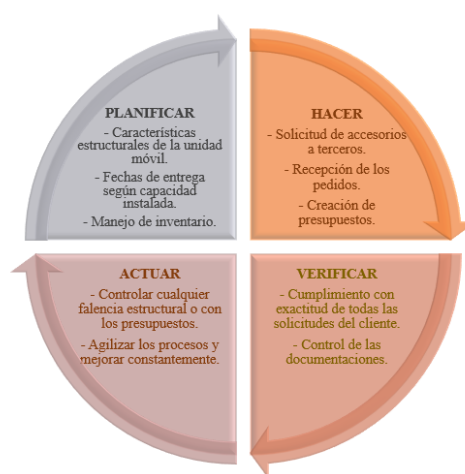 PLANIFICAR
- Características
estructurales de la unidad
móvil.
- Fechas de entrega
según capacidad
instalada.
- Manejo de inventario.
HACER
- Solicitud de accesorios
a terceros.
- Recepción de los
pedidos.
- Creación de
presupuestos.
ACTUAR
- Controlar cualquier
falencia estructural o con
los presupuestos.
- Agilizar los procesos y
mejorar constantemente.
VERIFICAR
- Cumplimiento con
exactitud de todas las
solicitudes del cliente.
- Control de las
documentaciones.